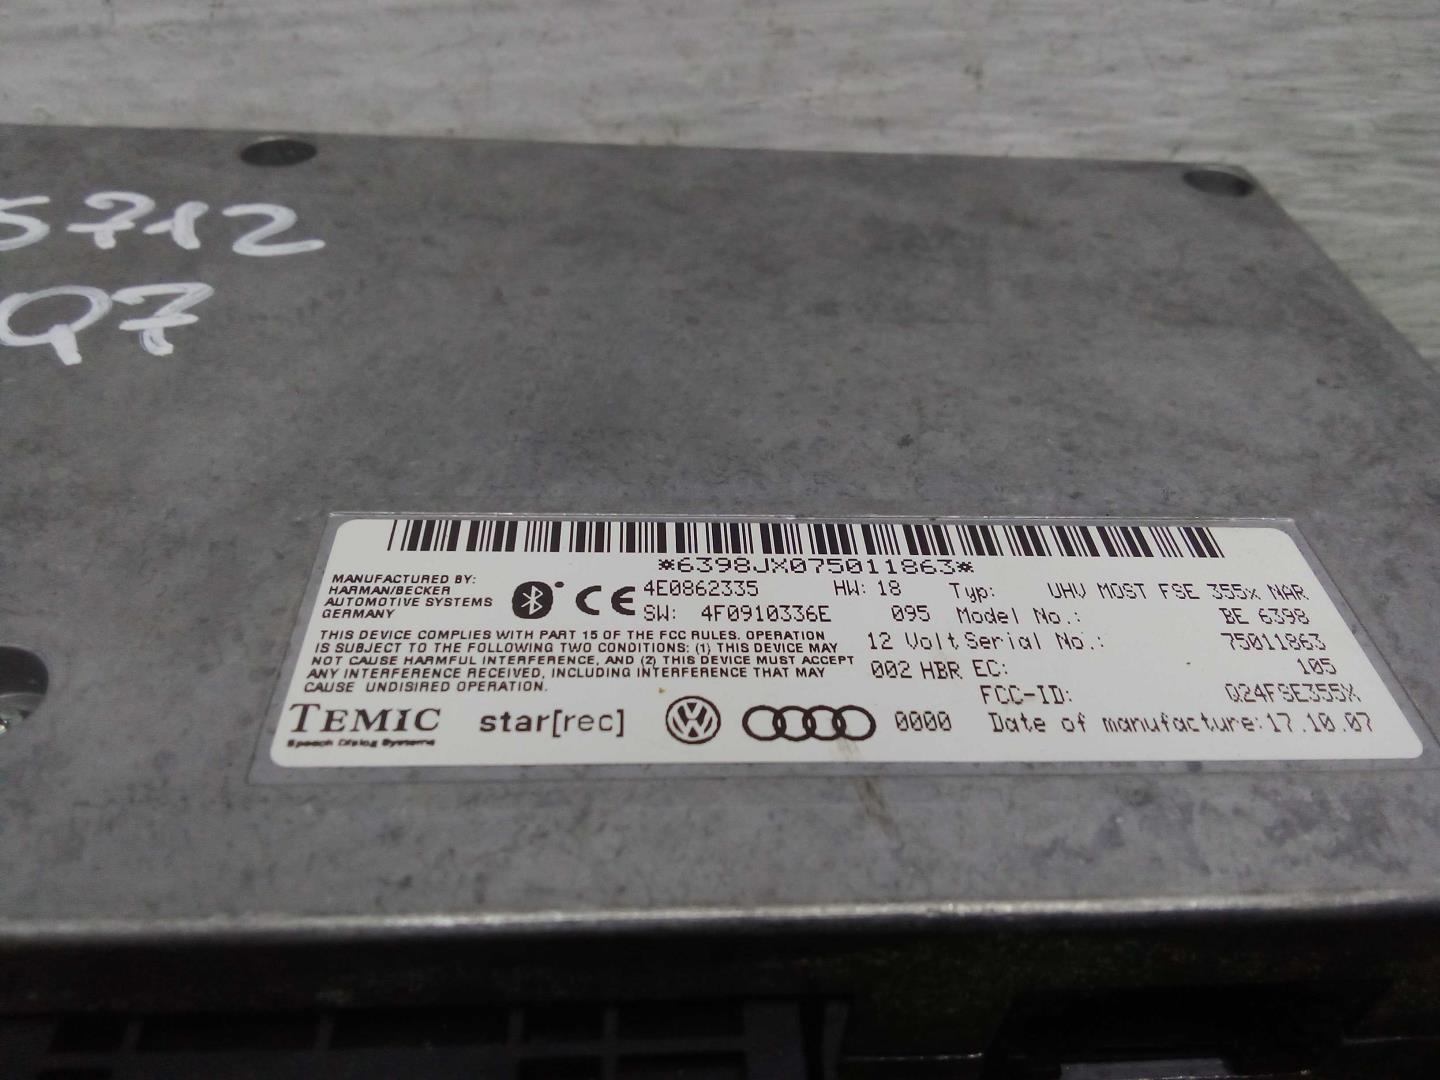 5712
Q7
*6398JX075011863*
MANUFACTURED BY:
HARMAN/BECKER
AUTOMOTIVE SYSTEMS
GERMANY
CE
4E0862335 HW: 18 Typ: UHV MOST FSE 355x NAR
SW: 4F0910336E 095 Model No.: BE 6398
12 Volt Serial No.: 75011863
002 HBR EC: 105
FCC-ID: Q24FSE355X
THIS DEVICE COMPLIES WITH PART 15 OF THE FCC RULES. OPERATION
IS SUBJECT TO THE FOLLOWING TWO CONDITIONS: (1) THIS DEVICE MAY
NOT CAUSE HARMFUL INTERFERENCE, AND (2) THIS DEVICE MUST ACCEPT
ANY INTERFERENCE RECEIVED, INCLUDING INTERFERENCE THAT MAY
CAUSE UNDISIRED OPERATION.
TEMIC star[rec] 0000 Date of manufacture: 17.10.07
Speech Dialog Systems